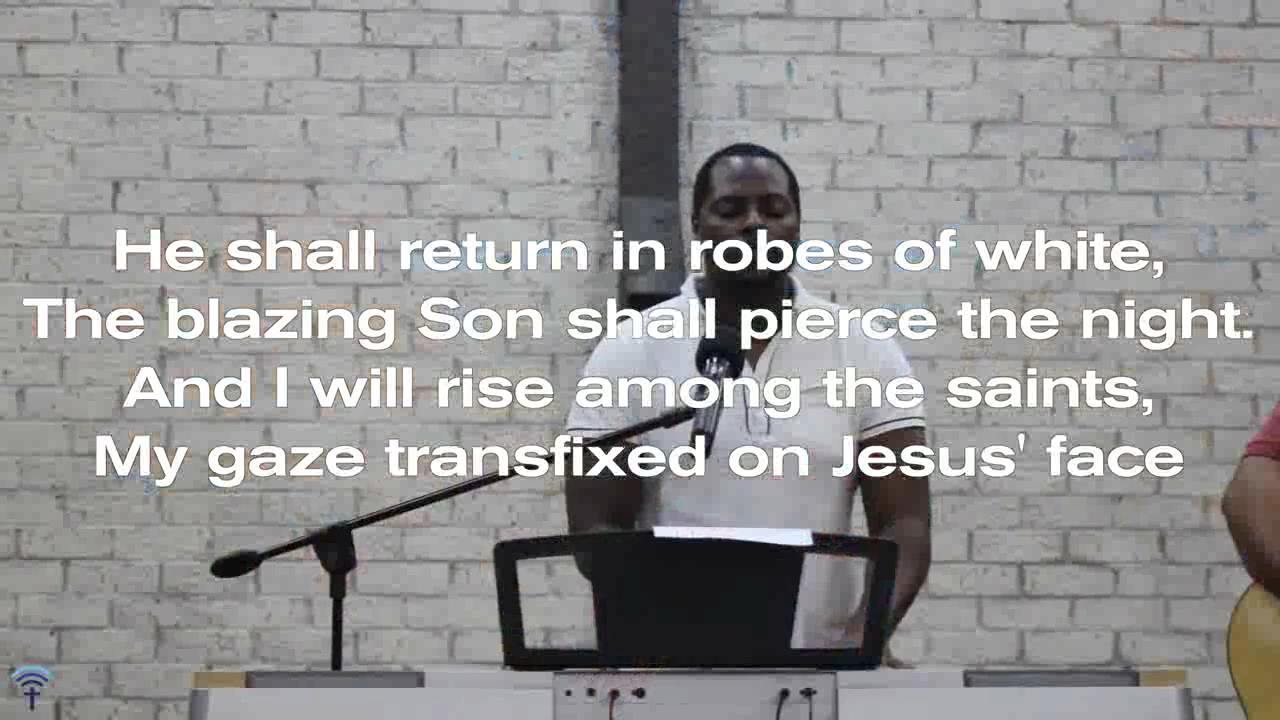 He shall return in robes of white,
The blazing Son shall pierce the night.
And I will rise among the saints,
My gaze transfixed on Jesus' face